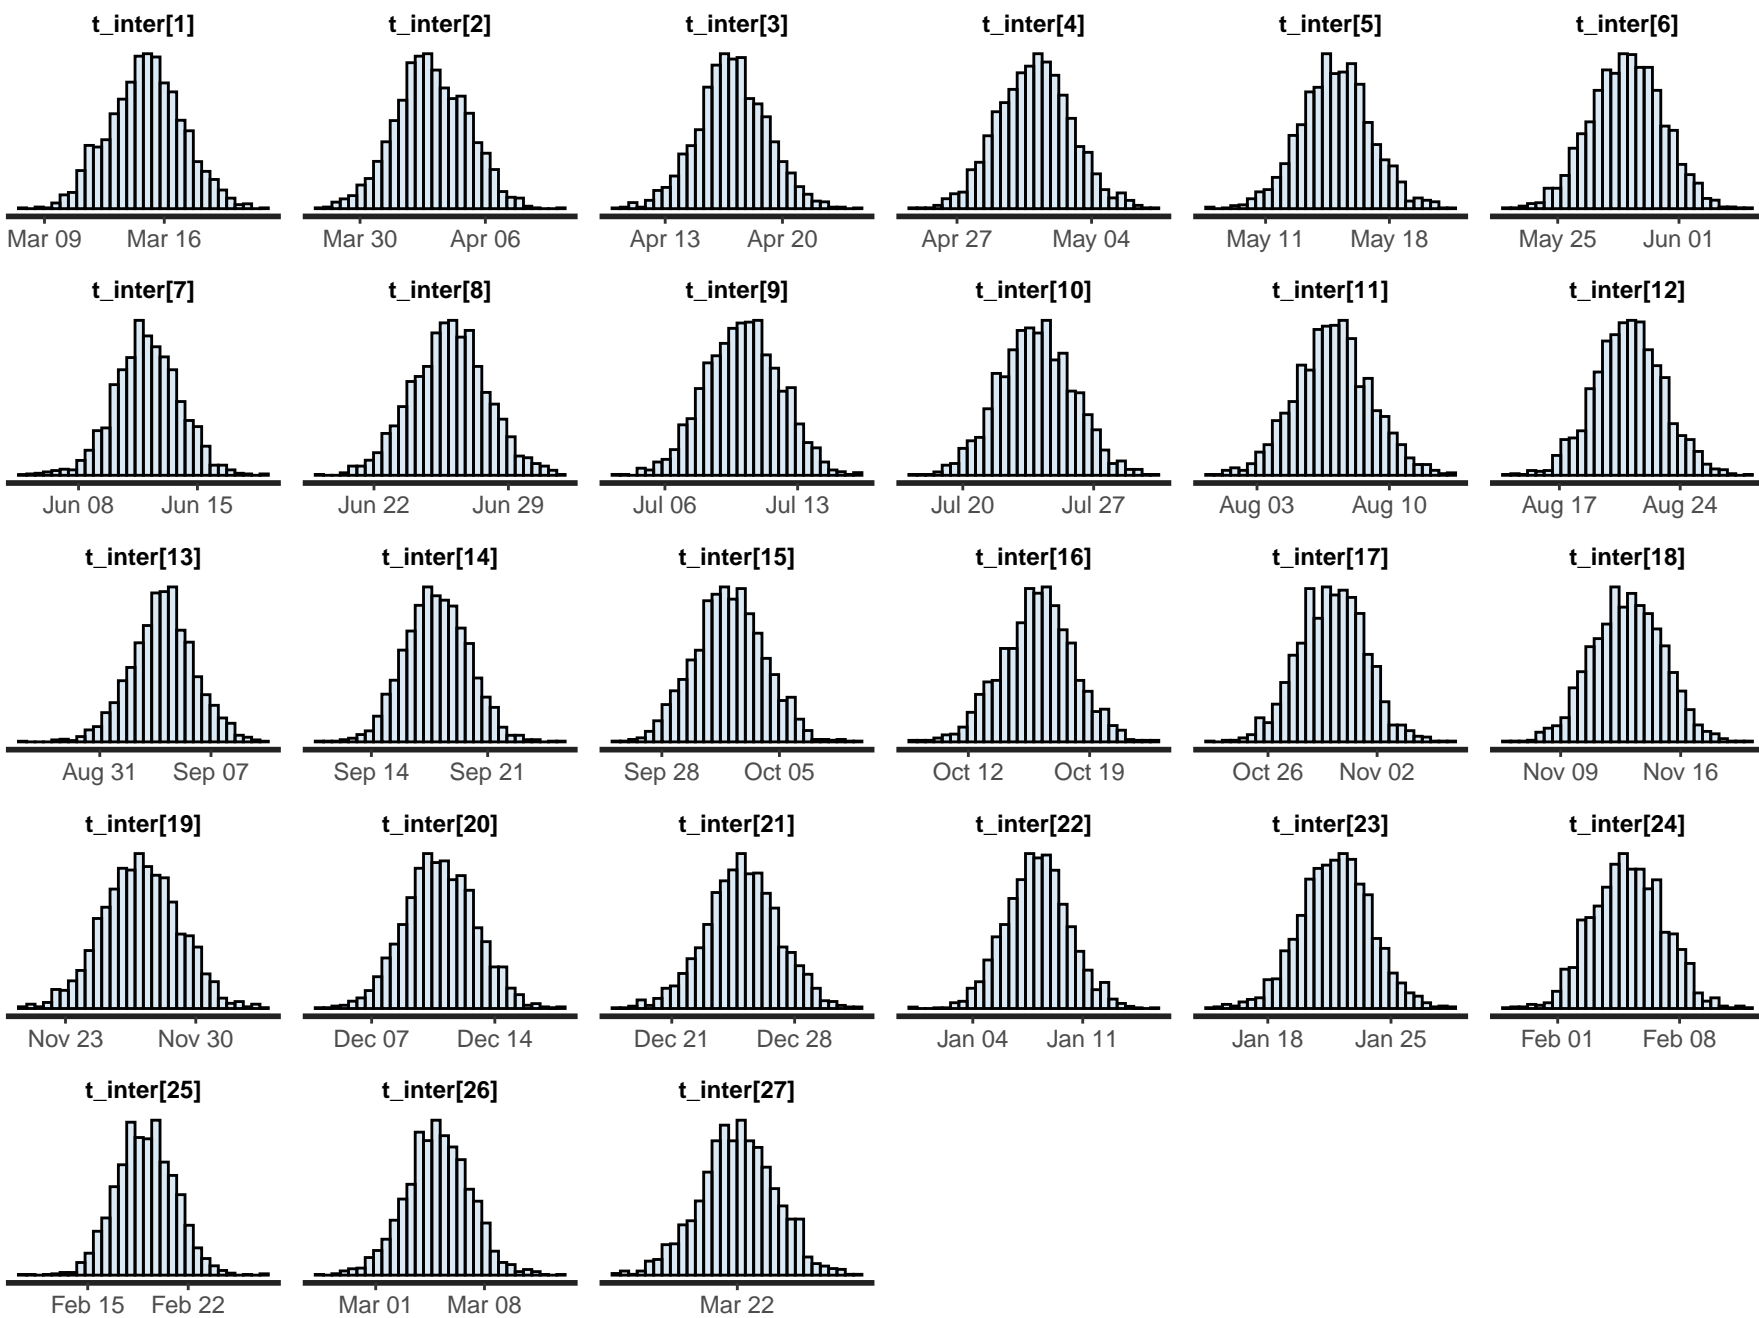 t_inter[1] t_inter[2] t_inter[3] t_inter[4] t_inter[5] t_inter[6]
Mar 09 Mar 16 Mar 30 Apr 06 Apr 13 Apr 20 Apr 27 May 04 May 11 May 18 May 25 Jun 01
t_inter[7] t_inter[8] t_inter[9] t_inter[10] t_inter[11] t_inter[12]
Jun 08 Jun 15 Jun 22 Jun 29 Jul 06 Jul 13 Jul 20 Jul 27 Aug 03 Aug 10 Aug 17 Aug 24
t_inter[13] t_inter[14] t_inter[15] t_inter[16] t_inter[17] t_inter[18]
Aug 31 Sep 07 Sep 14 Sep 21 Sep 28 Oct 05 Oct 12 Oct 19 Oct 26 Nov 02 Nov 09 Nov 16
t_inter[19] t_inter[20] t_inter[21] t_inter[22] t_inter[23] t_inter[24]
Nov 23 Nov 30 Dec 07 Dec 14 Dec 21 Dec 28 Jan 04 Jan 11 Jan 18 Jan 25 Feb 01 Feb 08
t_inter[25] t_inter[26] t_inter[27]
Feb 15 Feb 22 Mar 01 Mar 08 Mar 22